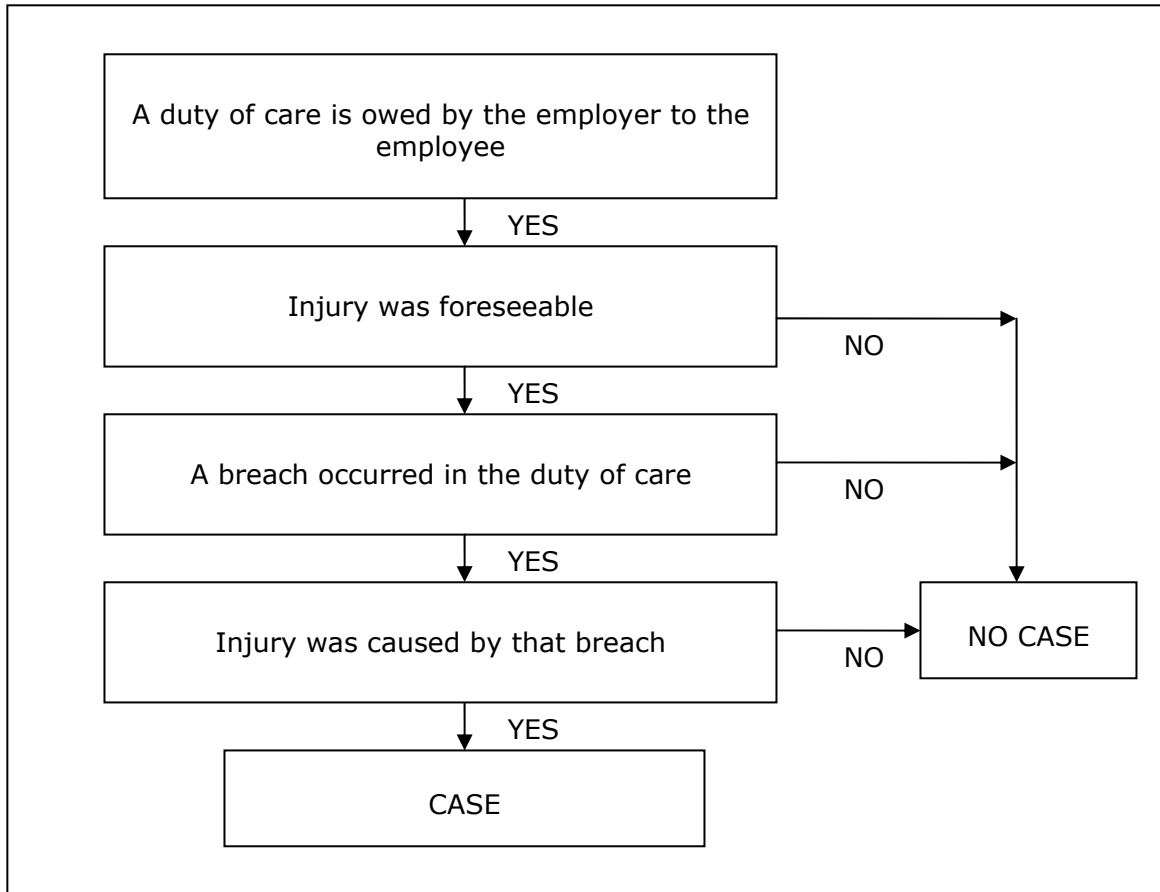 A duty of care is owed by the employer to the
employee
YES
Injury was foreseeable
NO
YES
A breach occurred in the duty of care
NO
YES
Injury was caused by that breach
NO
NO CASE
YES
CASE